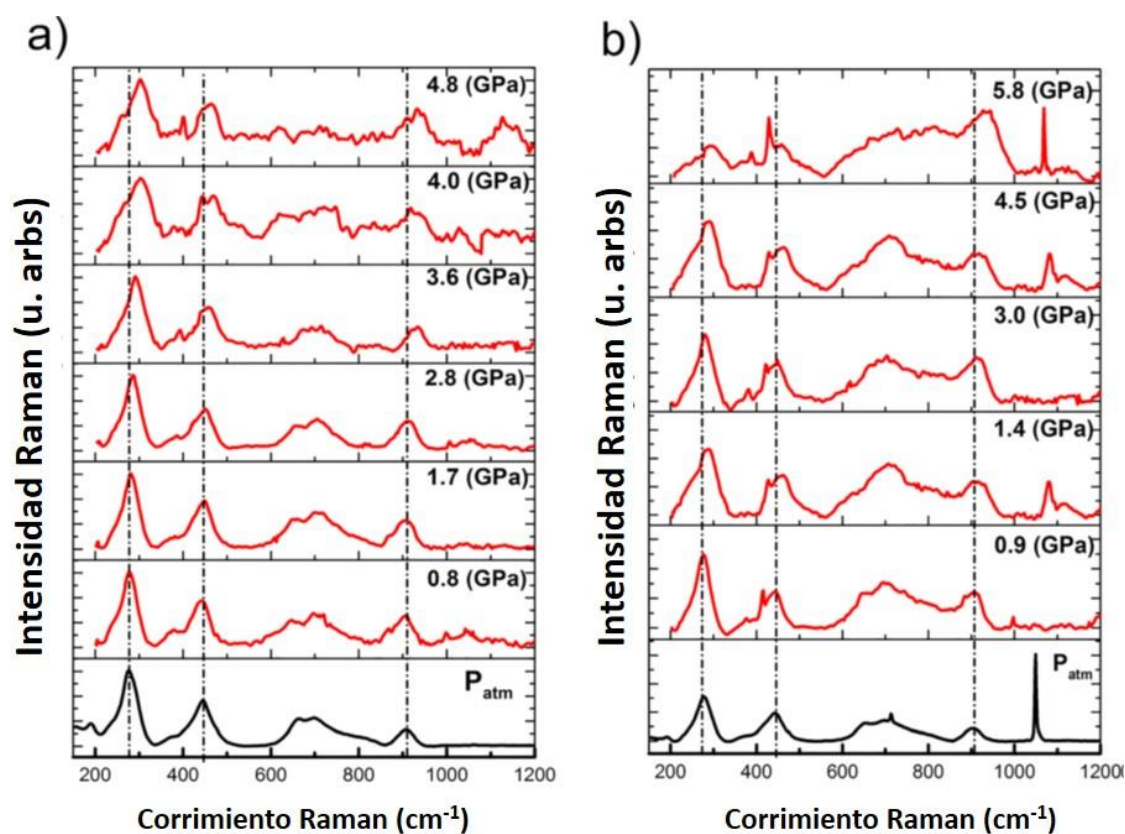 a)
Intensidad Raman (u. arbs)
4.8 (GPa)
4.0 (GPa)
3.6 (GPa)
2.8 (GPa)
1.7 (GPa)
0.8 (GPa)
Patm
200 400 600 800 1000 1200
Corrimiento Raman (cm-1)
b)
Intensidad Raman (u. arbs)
5.8 (GPa)
4.5 (GPa)
3.0 (GPa)
1.4 (GPa)
0.9 (GPa)
Patm
200 400 600 800 1000 12000
Corrimiento Raman (cm-1)